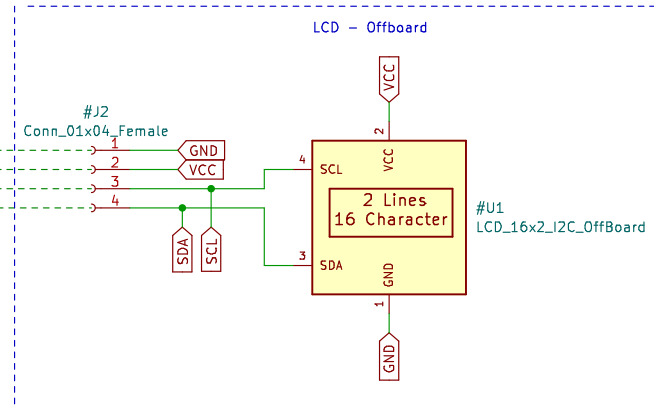 LCD - Offboard
#J2
Conn_01x04_Female
1
GND
2
VCC
3
4
SDA
SCL
VCC
2
VCC
4
SCL
2 Lines
16 Character
#U1
LCD_16x2_I2C_OffBoard
3
SDA
GND
1
GND